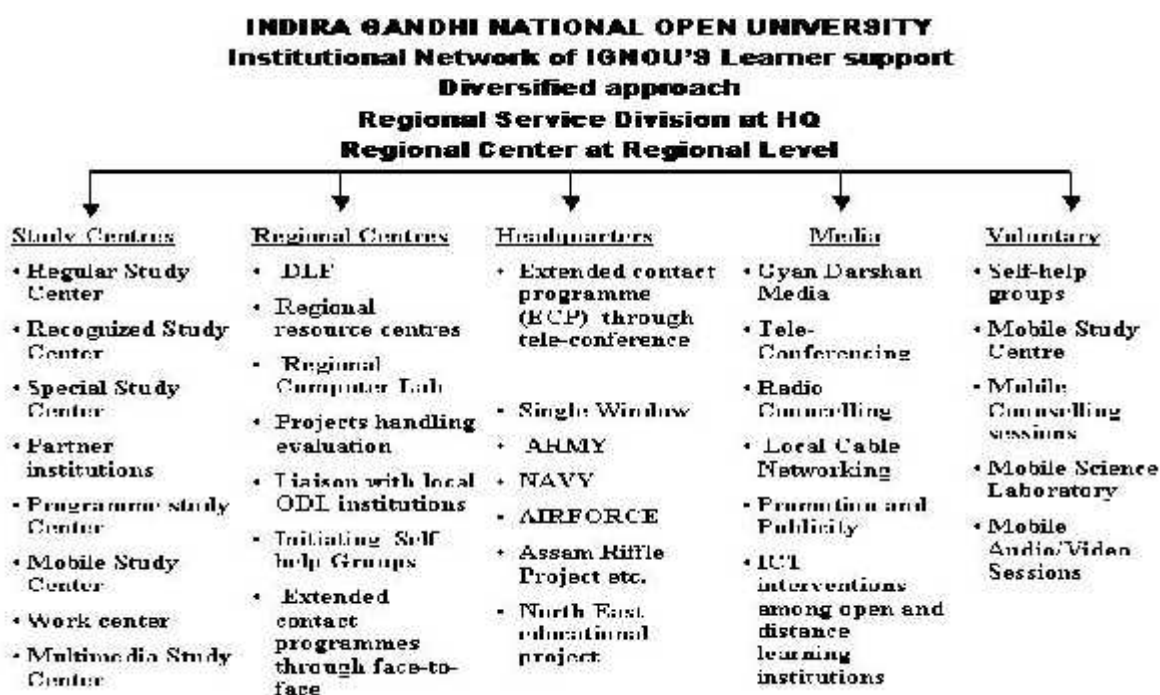 INDIRA GANDHI NATIONAL OPEN UNIVERSITY
Institutional Network of IGNOU'S Learner support
Diversified approach
Regional Service Division at HQ
Regional Center at Regional Level
Study Centres
• Regular Study
Center
• Recognized Study
Center
• Special Study
Center
• Partner
institutions
• Programme study
Center
• Mobile Study
Center
• Work center
• Multimedia Study
Center
Regional Centres
• DLF
• Regional
resource centres
• Regional
Computer Lab
• Projects handling
evaluation
• Liaison with local
ODL institutions
• Initiating Self
help Groups
• Extended
contact
programmes
through face-to-
face
Headquarters
• Extended contact
programme
(ECP) through
tele-conference
• Single Window
• ARMY
• NAVY
• AIRFORCE
• Assam Riffle
Project etc.
• North East
educational
project
Media
• Gyan Darshan
Media
• Tele-
Conferencing
• Radio
Counselling
• Local Cable
Networking
• Promotion and
Publicity
• ICT
interventions
among open and
distance
learning
institutions
Voluntary
• Self-help
groups
• Mobile Study
Centre
• Mobile
Counselling
sessions
• Mobile Science
Laboratory
• Mobile
Audio/Video
Sessions